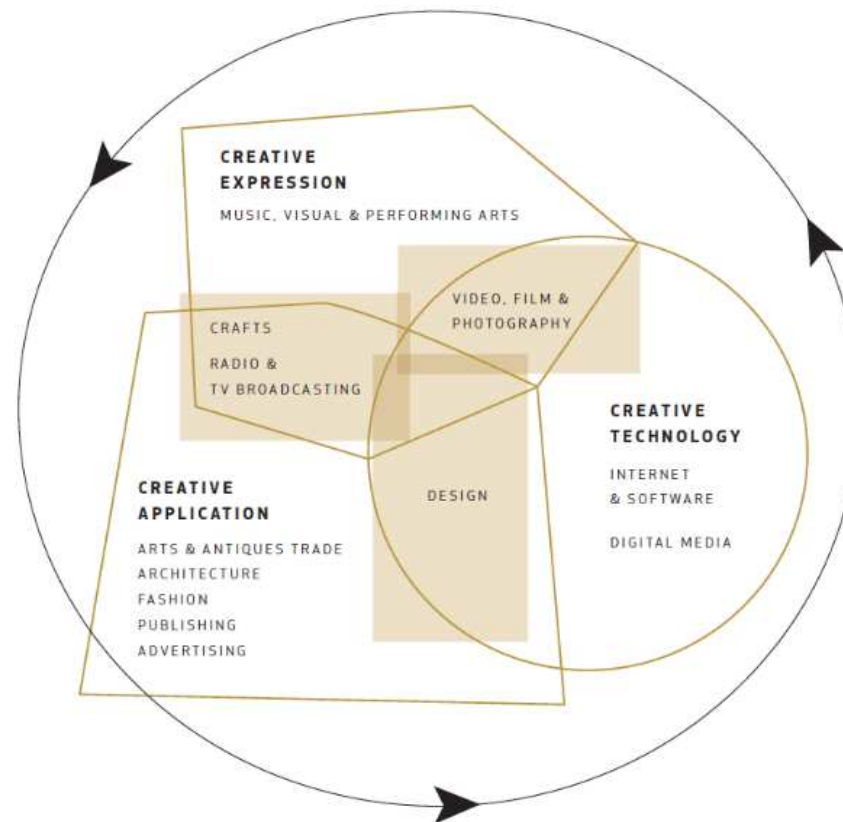 CREATIVE
EXPRESSION
MUSIC, VISUAL & PERFORMING ARTS
VIDEO, FILM &
PHOTOGRAPHY
CRAFTS
RADIO &
TV BROADCASTING
CREATIVE
TECHNOLOGY
INTERNET
& SOFTWARE
DIGITAL MEDIA
DESIGN
CREATIVE
APPLICATION
ARTS & ANTIQUES TRADE
ARCHITECTURE
FASHION
PUBLISHING
ADVERTISING